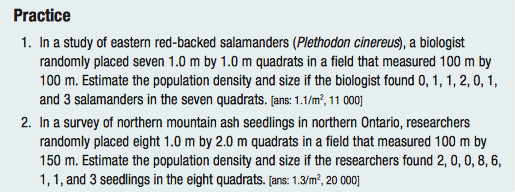 Practice
1. In a study of eastern red-backed salamanders (Plethodon cinereus), a biologist
randomly placed seven 1.0 m by 1.0 m quadrats in a field that measured 100 m by
100 m. Estimate the population density and size if the biologist found 0, 1, 1, 2, 0, 1,
and 3 salamanders in the seven quadrats. [ans: 1.1/m², 11 000]
2. In a survey of northern mountain ash seedlings in northern Ontario, researchers
randomly placed eight 1.0 m by 2.0 m quadrats in a field that measured 100 m by
150 m. Estimate the population density and size if the researchers found 2, 0, 0, 8, 6,
1, 1, and 3 seedlings in the eight quadrats. [ans: 1.3/m², 20 000]